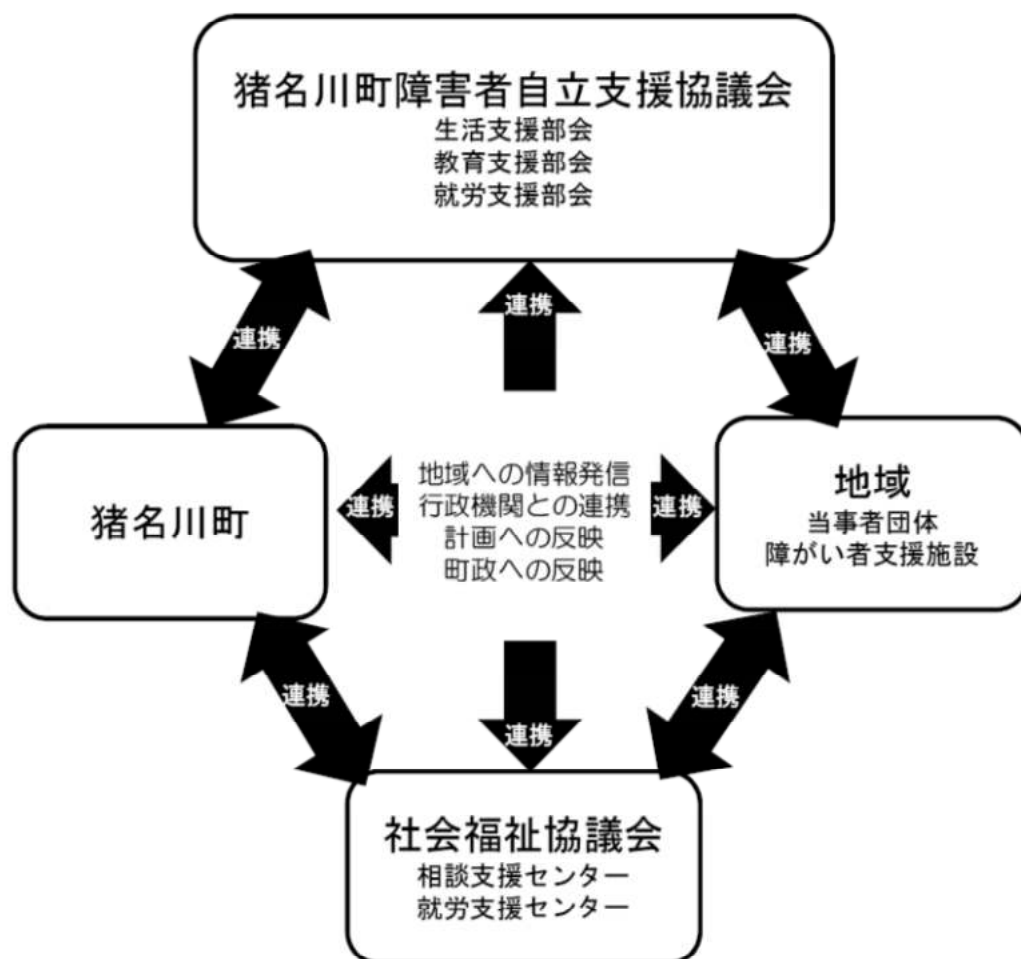 猪名川町障害者自立支援協議会
生活支援部会
教育支援部会
就労支援部会
連携
連携
連携
猪名川町
連携
地域への情報発信
行政機関との連携
計画への反映
町政への反映
連携
地域
当事者団体
障がい者支援施設
連携
連携
連携
社会福祉協議会
相談支援センター
就労支援センター